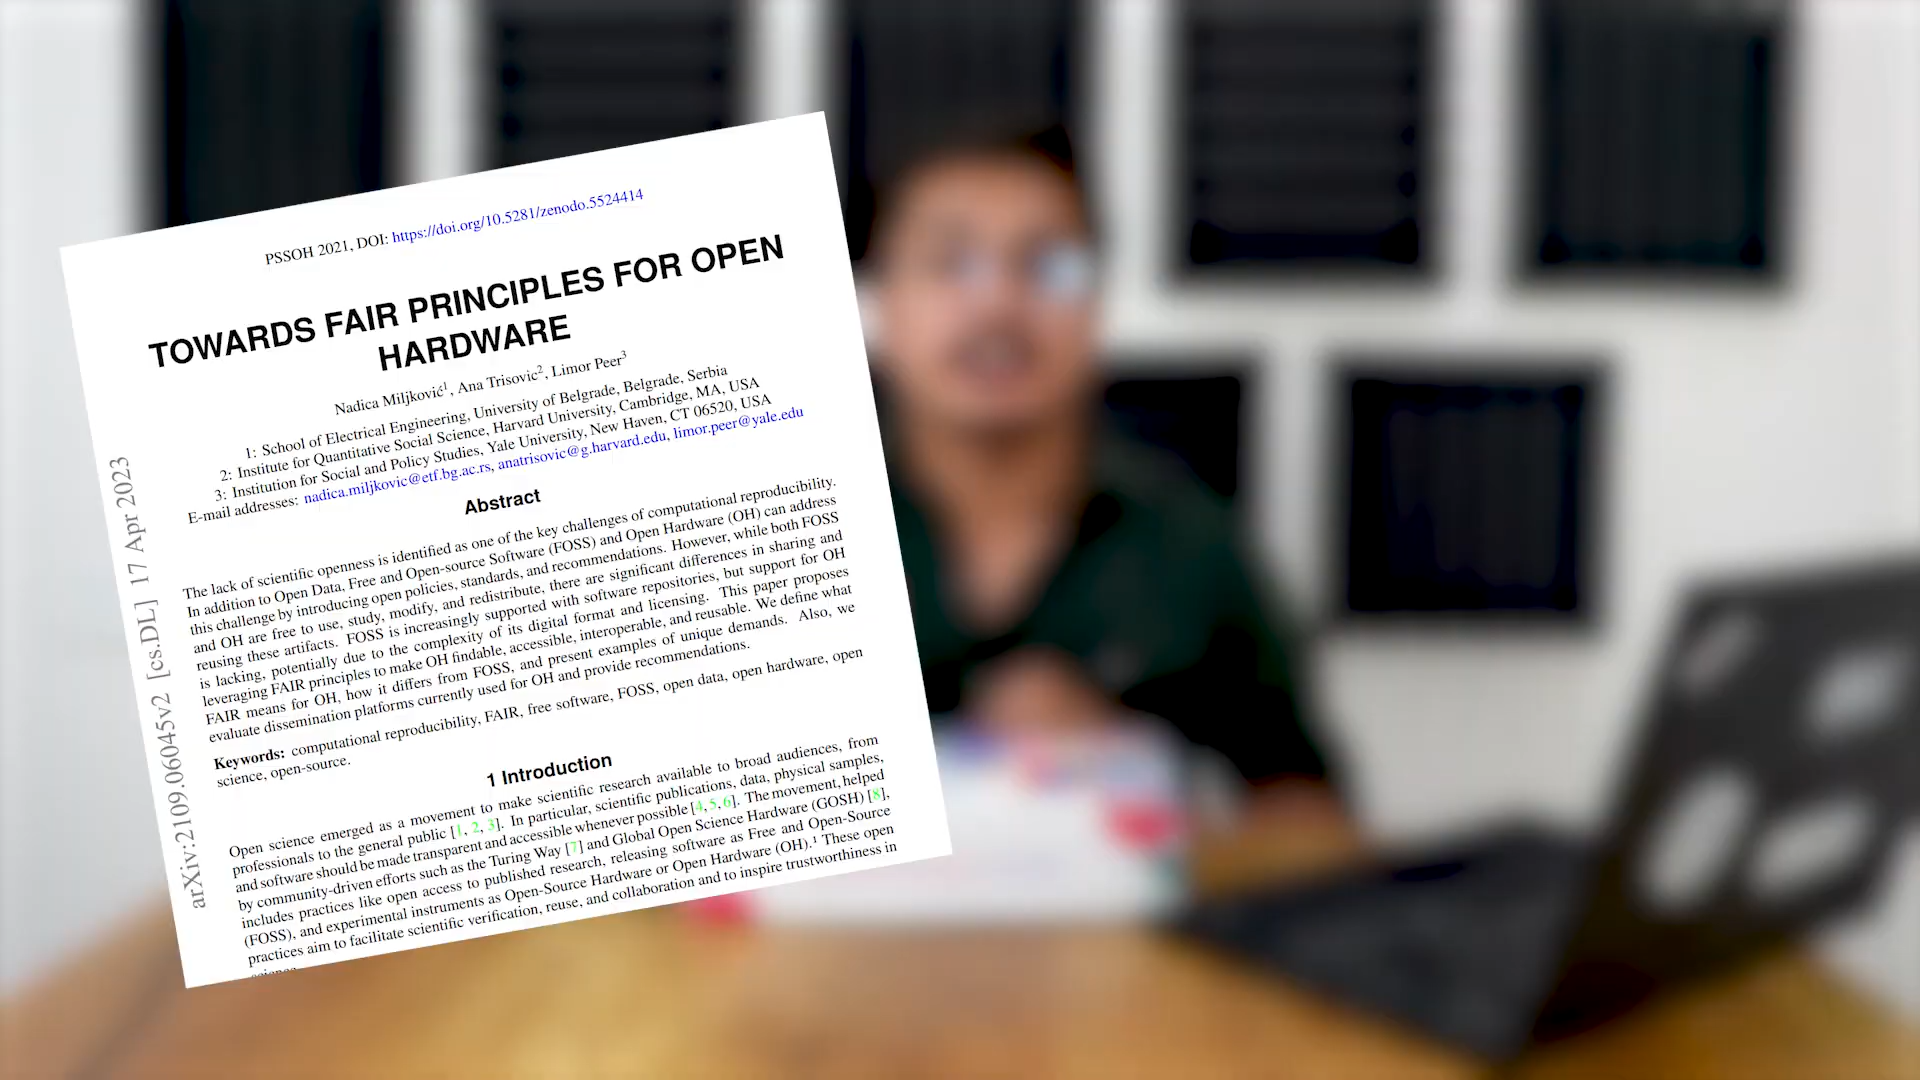 PSSOH 2021, DOI: https://doi.org/10.5281/zenodo.5524414
TOWARDS FAIR PRINCIPLES FOR OPEN
HARDWARE
Nadica Miljković1, Ana Trisovic2, Limor Peer3
1: School of Electrical Engineering, University of Belgrade, Belgrade, Serbia
2: Institute for Quantitative Social Science, Harvard University, Cambridge, MA, USA
3: Institution for Social and Policy Studies, Yale University, New Haven, CT 06520, USA
E-mail addresses: nadica.miljkovic@etf.bg.ac.rs, anatrisovic@g.harvard.edu, limor.peer@yale.edu
Abstract
The lack of scientific openness is identified as one of the key challenges of computational reproducibility.
In addition to Open Data, Free and Open-source Software (FOSS) and Open Hardware (OH) can address
this challenge by introducing open policies, standards, and recommendations. However, while both FOSS
and OH are free to use, study, modify, and redistribute, there are significant differences in sharing and
reusing these artifacts. FOSS is increasingly supported with software repositories, but support for OH
is lacking, potentially due to the complexity of its digital format and licensing. This paper proposes
leveraging FAIR principles to make OH findable, accessible, interoperable, and reusable. We define what
FAIR means for OH, how it differs from FOSS, and present examples of unique demands. Also, we
evaluate dissemination platforms currently used for OH and provide recommendations.
Keywords: computational reproducibility, FAIR, free software, FOSS, open data, open hardware, open
science, open-source.
1 Introduction
Open science emerged as a movement to make scientific research available to broad audiences, from
professionals to the general public [1, 2, 3]. In particular, scientific publications, data, physical samples,
and software should be made transparent and accessible whenever possible [4,5,6]. The movement, helped
by community-driven efforts such as the Turing Way [7] and Global Open Science Hardware (GOSH) [8],
includes practices like open access to published research, releasing software as Free and Open-Source
(FOSS), and experimental instruments as Open-Source Hardware or Open Hardware (OH).1 These open
practices aim to facilitate scientific verification, reuse, and collaboration and to inspire trustworthiness in
science.
arXiv:2109.06045v2 [cs.DL] 17 Apr 2023